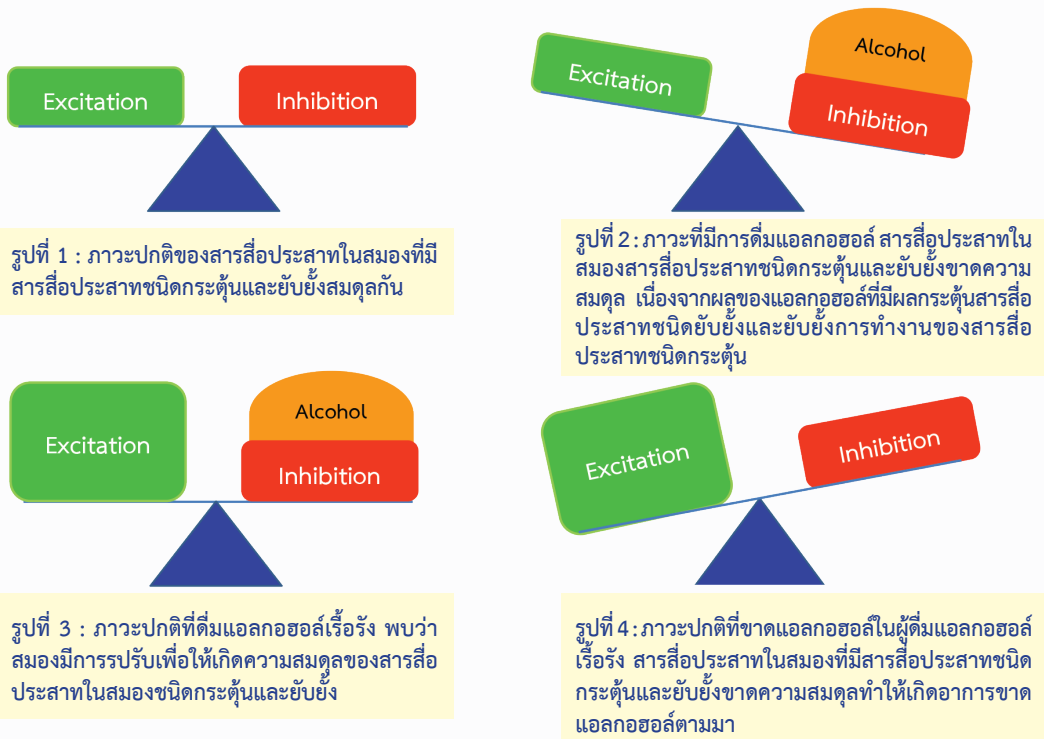 Excitation
Inhibition
รูปที่ 1 : ภาวะปกติของสารสื่อประสาทในสมองที่มี
สารสื่อประสาทชนิดกระตุ้นและยับยั้งสมดุลกัน
Excitation
Alcohol
Inhibition
รูปที่ 2 : ภาวะที่มีการดื่มแอลกอฮอล์ สารสื่อประสาทใน
สมองสารสื่อประสาทชนิดกระตุ้นและยับยั้งขาดความ
สมดุล เนื่องจากผลของแอลกอฮอล์ที่มีผลกระตุ้นสารสื่อ
ประสาทชนิดยับยั้งและยับยั้งการทำงานของสารสื่อ
ประสาทชนิดกระตุ้น
Excitation
Alcohol
Inhibition
รูปที่ 3 : ภาวะปกติที่ดื่มแอลกอฮอล์เรื้อรัง พบว่า
สมองมีการรปรับเพื่อให้เกิดความสมดุลของสารสื่อ
ประสาทในสมองชนิดกระตุ้นและยับยั้ง
Excitation
Inhibition
รูปที่ 4 : ภาวะปกติที่ขาดแอลกอฮอล์ในผู้ดื่มแอลกอฮอล์
เรื้อรัง สารสื่อประสาทในสมองที่มีสารสื่อประสาทชนิด
กระตุ้นและยับยั้งขาดความสมดุลทำให้เกิดอาการขาด
แอลกอฮอล์ตามมา